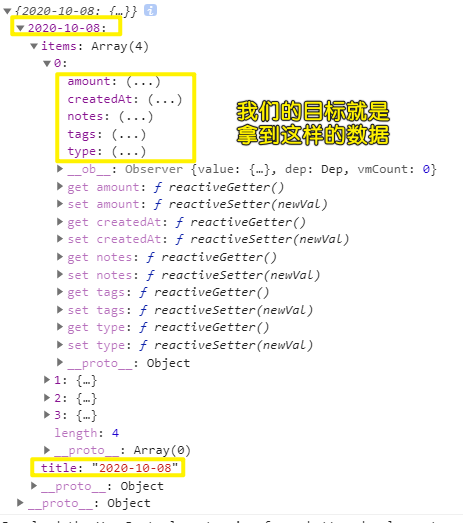 ▼{2020-10-08: {…}} i
▼2020-10-08:
▼items: Array(4)
▼0:
amount: (...)
createdAt: (...)
notes: (...)
tags: (...)
type: (...)
我们的目标就是
拿到这样的数据
▶__ob__: Observer {value: {…}, dep: Dep, vmCount: 0}
▶get amount: ƒ reactiveGetter()
▶set amount: ƒ reactiveSetter(newVal)
▶get createdAt: ƒ reactiveGetter()
▶set createdAt: ƒ reactiveSetter(newVal)
▶get notes: ƒ reactiveGetter()
▶set notes: ƒ reactiveSetter(newVal)
▶get tags: ƒ reactiveGetter()
▶set tags: ƒ reactiveSetter(newVal)
▶get type: ƒ reactiveGetter()
▶set type: ƒ reactiveSetter(newVal)
▶__proto__: Object
▶1: {…}
▶2: {…}
▶3: {…}
length: 4
▶__proto__: Array(0)
title: "2020-10-08"
▶__proto__: Object
▶__proto__: Object